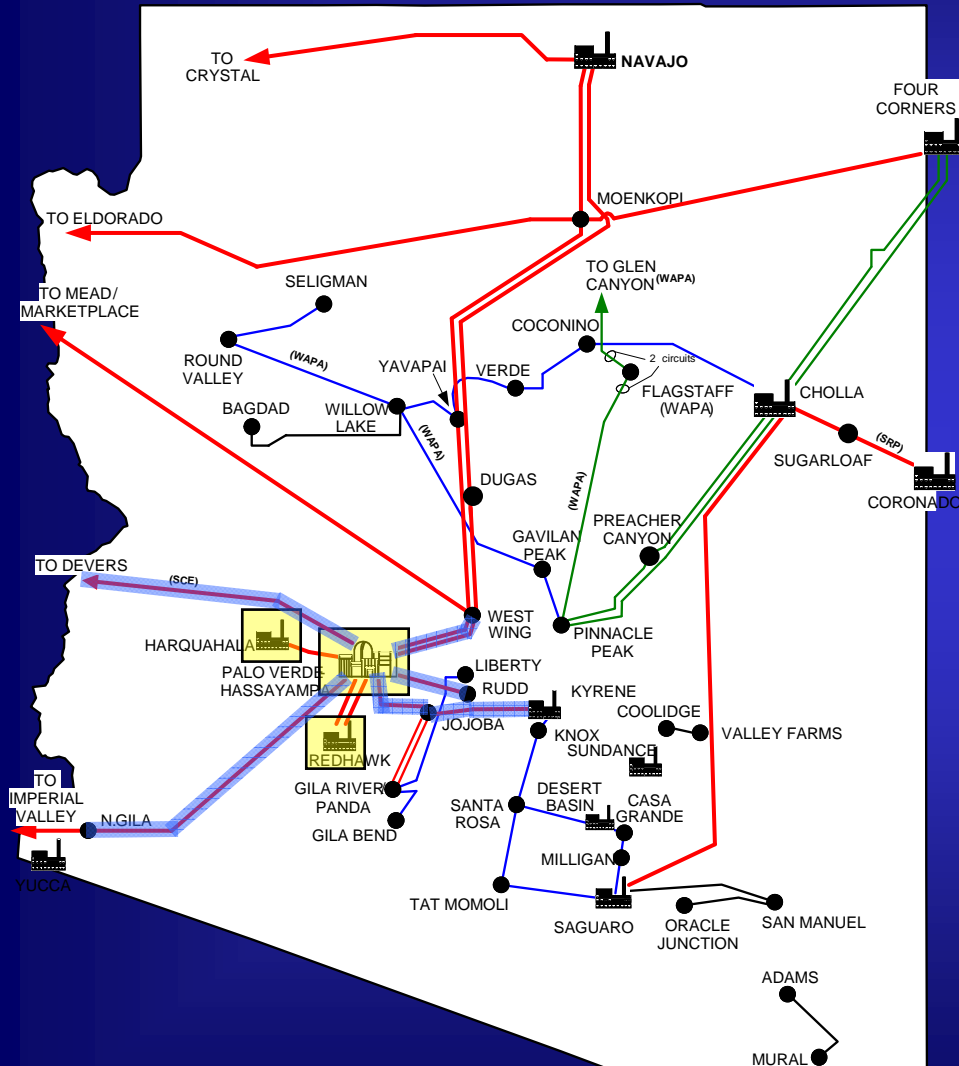 TO
CRYSTAL
NAVAJO
FOUR
CORNERS
MOENKOPI
TO ELDORADO
TO GLEN
CANYON (WAPA)
SELIGMAN
TO MEAD/
MARKETPLACE
COCONINO
ROUND
VALLEY
(WAPA)
YAVAPAI
VERDE
2 circuits
FLAGSTAFF
(WAPA)
CHOLLA
BAGDAD
WILLOW
LAKE
(WAPA)
(SRP)
SUGARLOAF
CORONADO
DUGAS
(WAPA)
PREACHER
CANYON
GAVILAN
PEAK
TO DEVERS
(SCE)
WEST
WING
PINNACLE
PEAK
HARQUAHALA
PALO VERDE
HASSAYAMPA
LIBERTY
RUDD
KYRENE
JOJOBA
COOLIDGE
VALLEY FARMS
KNOX
SUNDANCE
REDHAWK
TO
IMPERIAL
VALLEY
N.GILA
GILA RIVER/
PANDA
GILA BEND
SANTA
ROSA
DESERT
BASIN
CASA
GRANDE
MILLIGAN
YUCCA
TAT MOMOLI
SAGUARO
ORACLE
JUNCTION
SAN MANUEL
ADAMS
MURAL